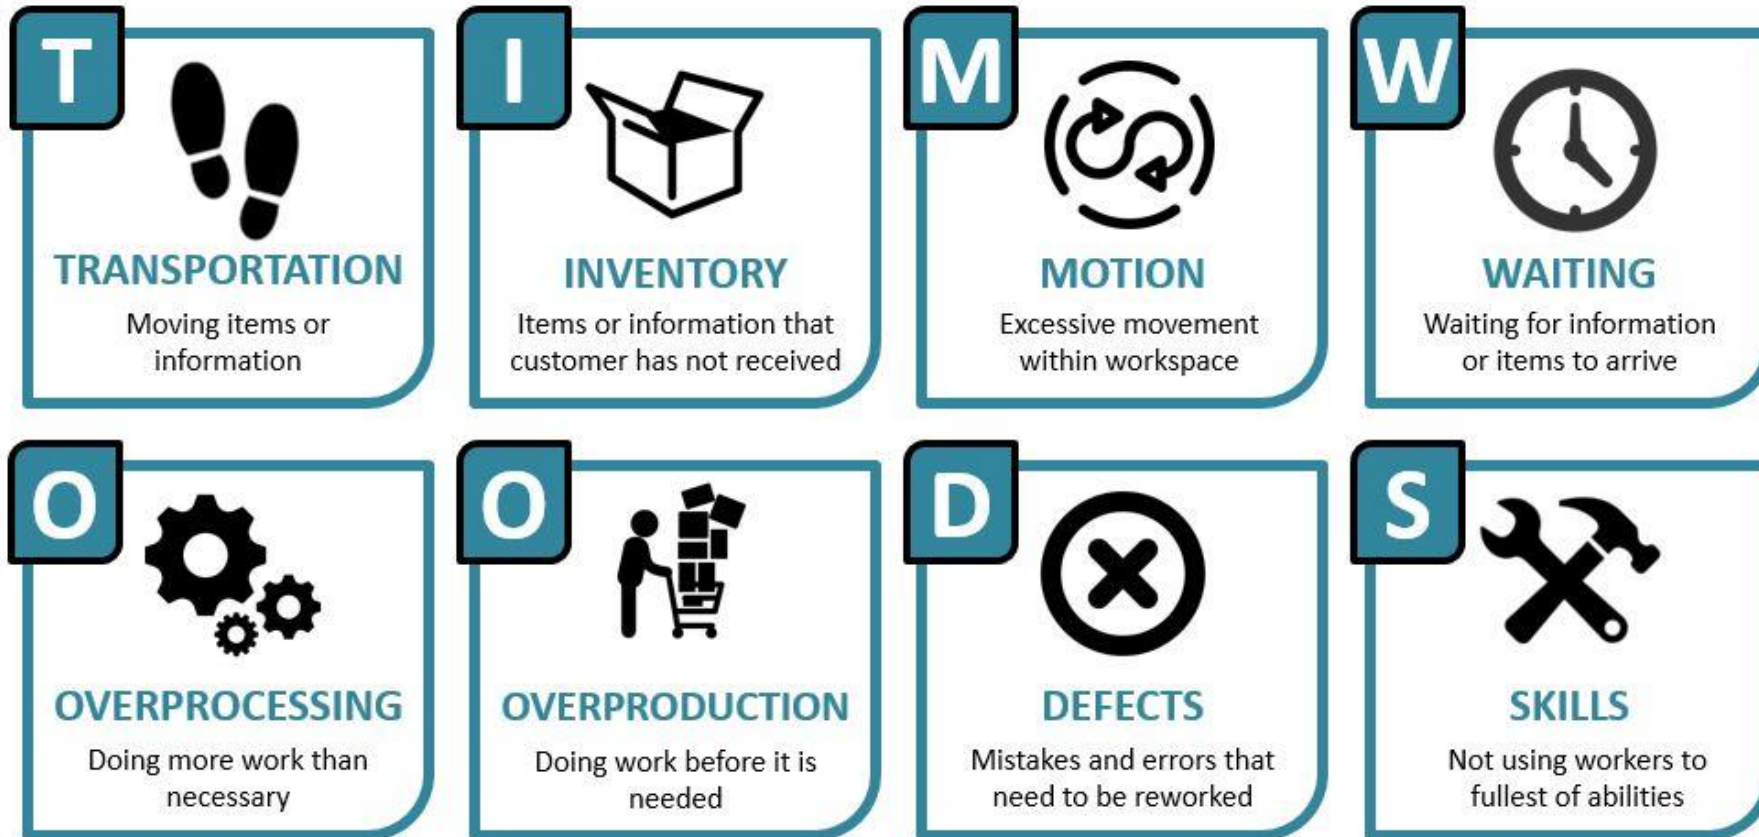 T
TRANSPORTATION
Moving items or
information
I
INVENTORY
Items or information that
customer has not received
M
MOTION
Excessive movement
within workspace
W
WAITING
Waiting for information
or items to arrive
O
OVERPROCESSING
Doing more work than
necessary
O
OVERPRODUCTION
Doing work before it is
needed
D
DEFECTS
Mistakes and errors that
need to be reworked
S
SKILLS
Not using workers to
fullest of abilities